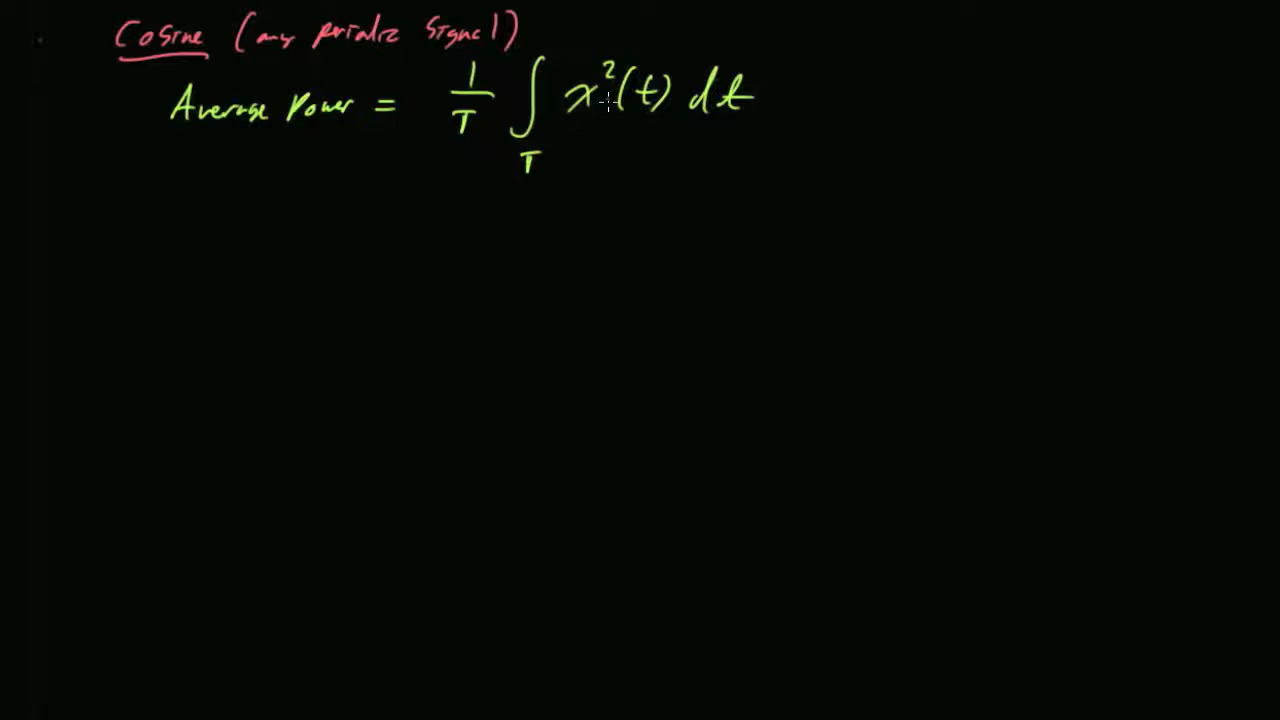 Cosine (any periodic signal)
Average Power = 1/T ∫_T x²(t) dt